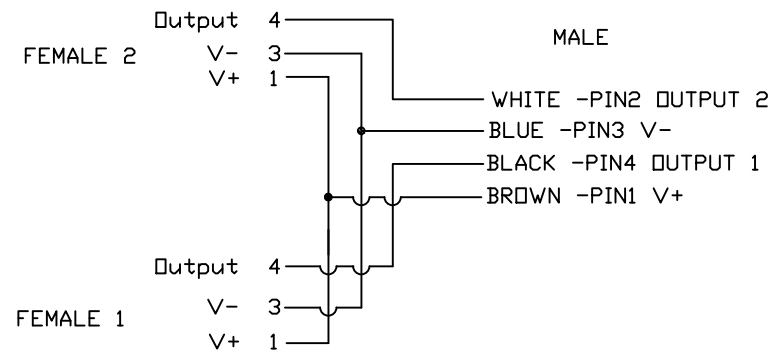 Output 4
MALE
FEMALE 2
V- 3
V+ 1
WHITE -PIN2 OUTPUT 2
BLUE -PIN3 V-
BLACK -PIN4 OUTPUT 1
BROWN -PIN1 V+
Output 4
V- 3
FEMALE 1
V+ 1